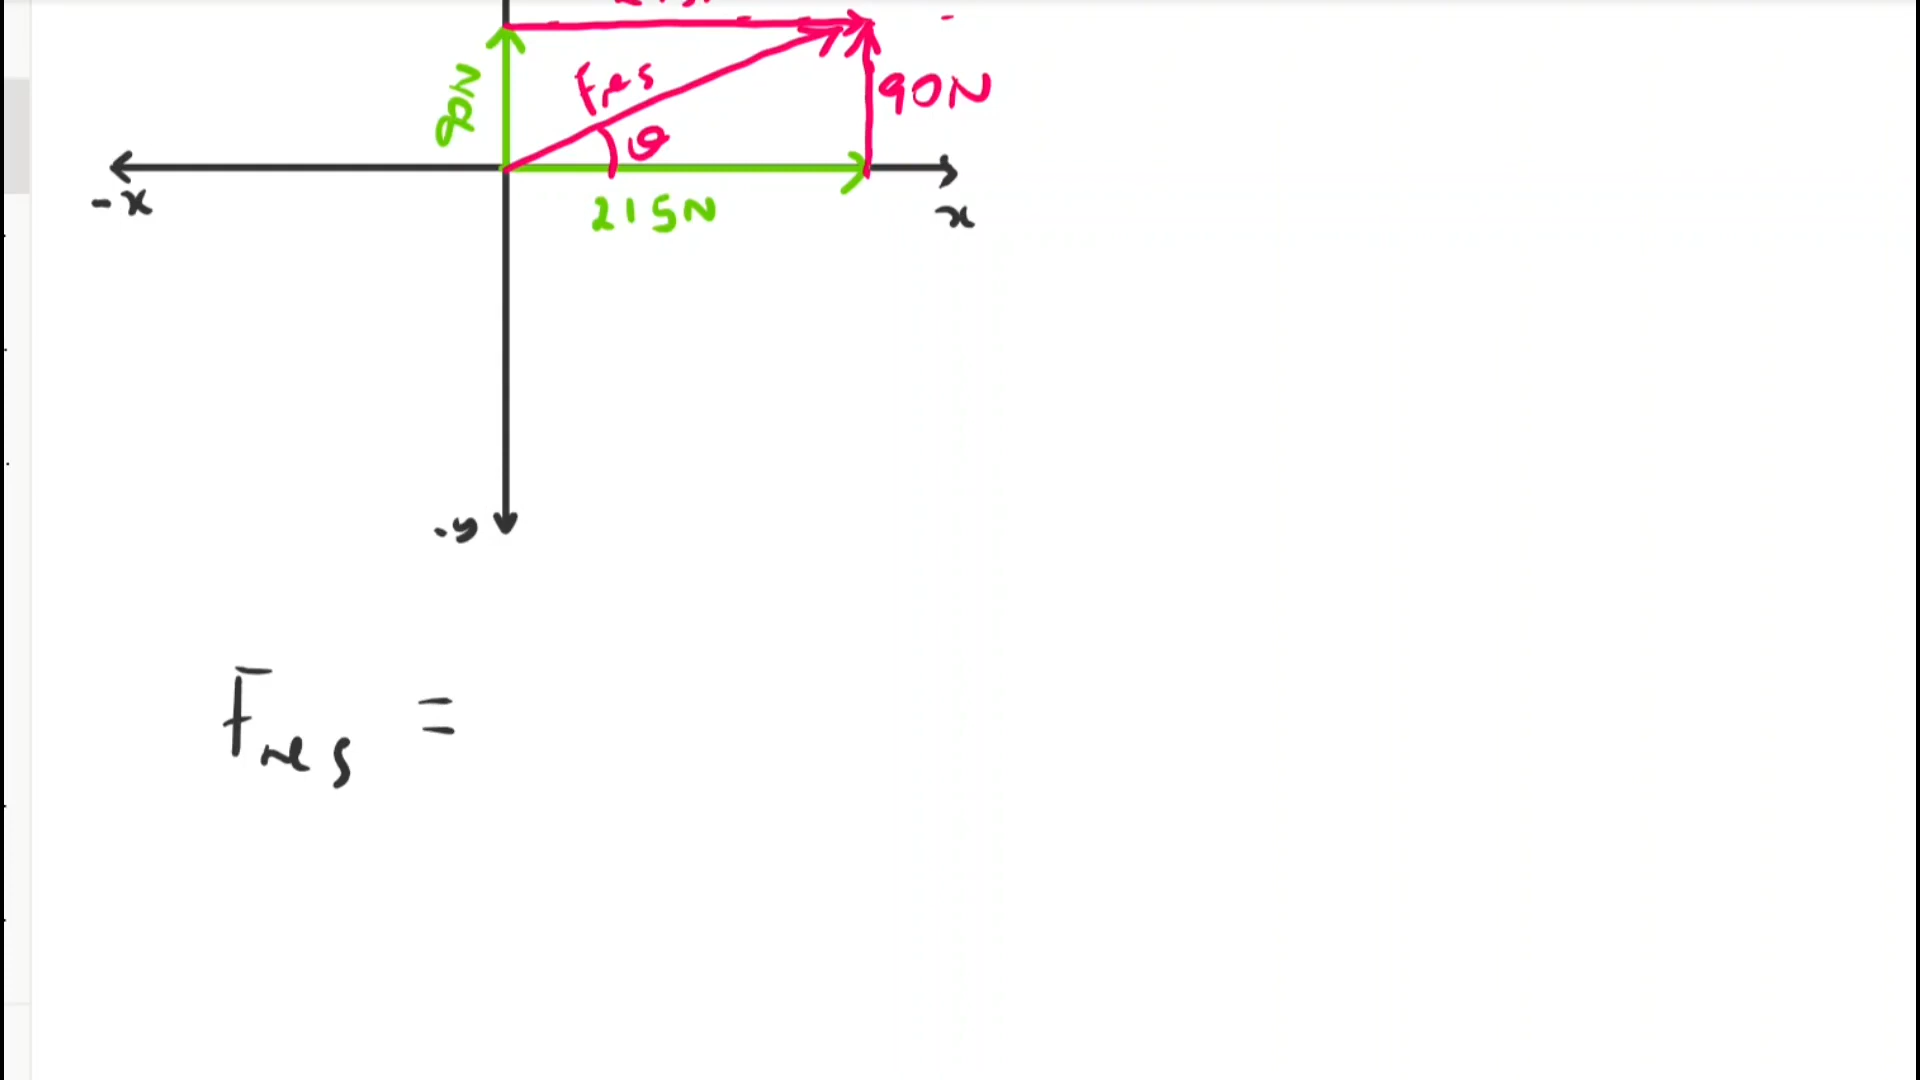 90N
Fres
θ
90N
-x
215N
x
-y
Fres =